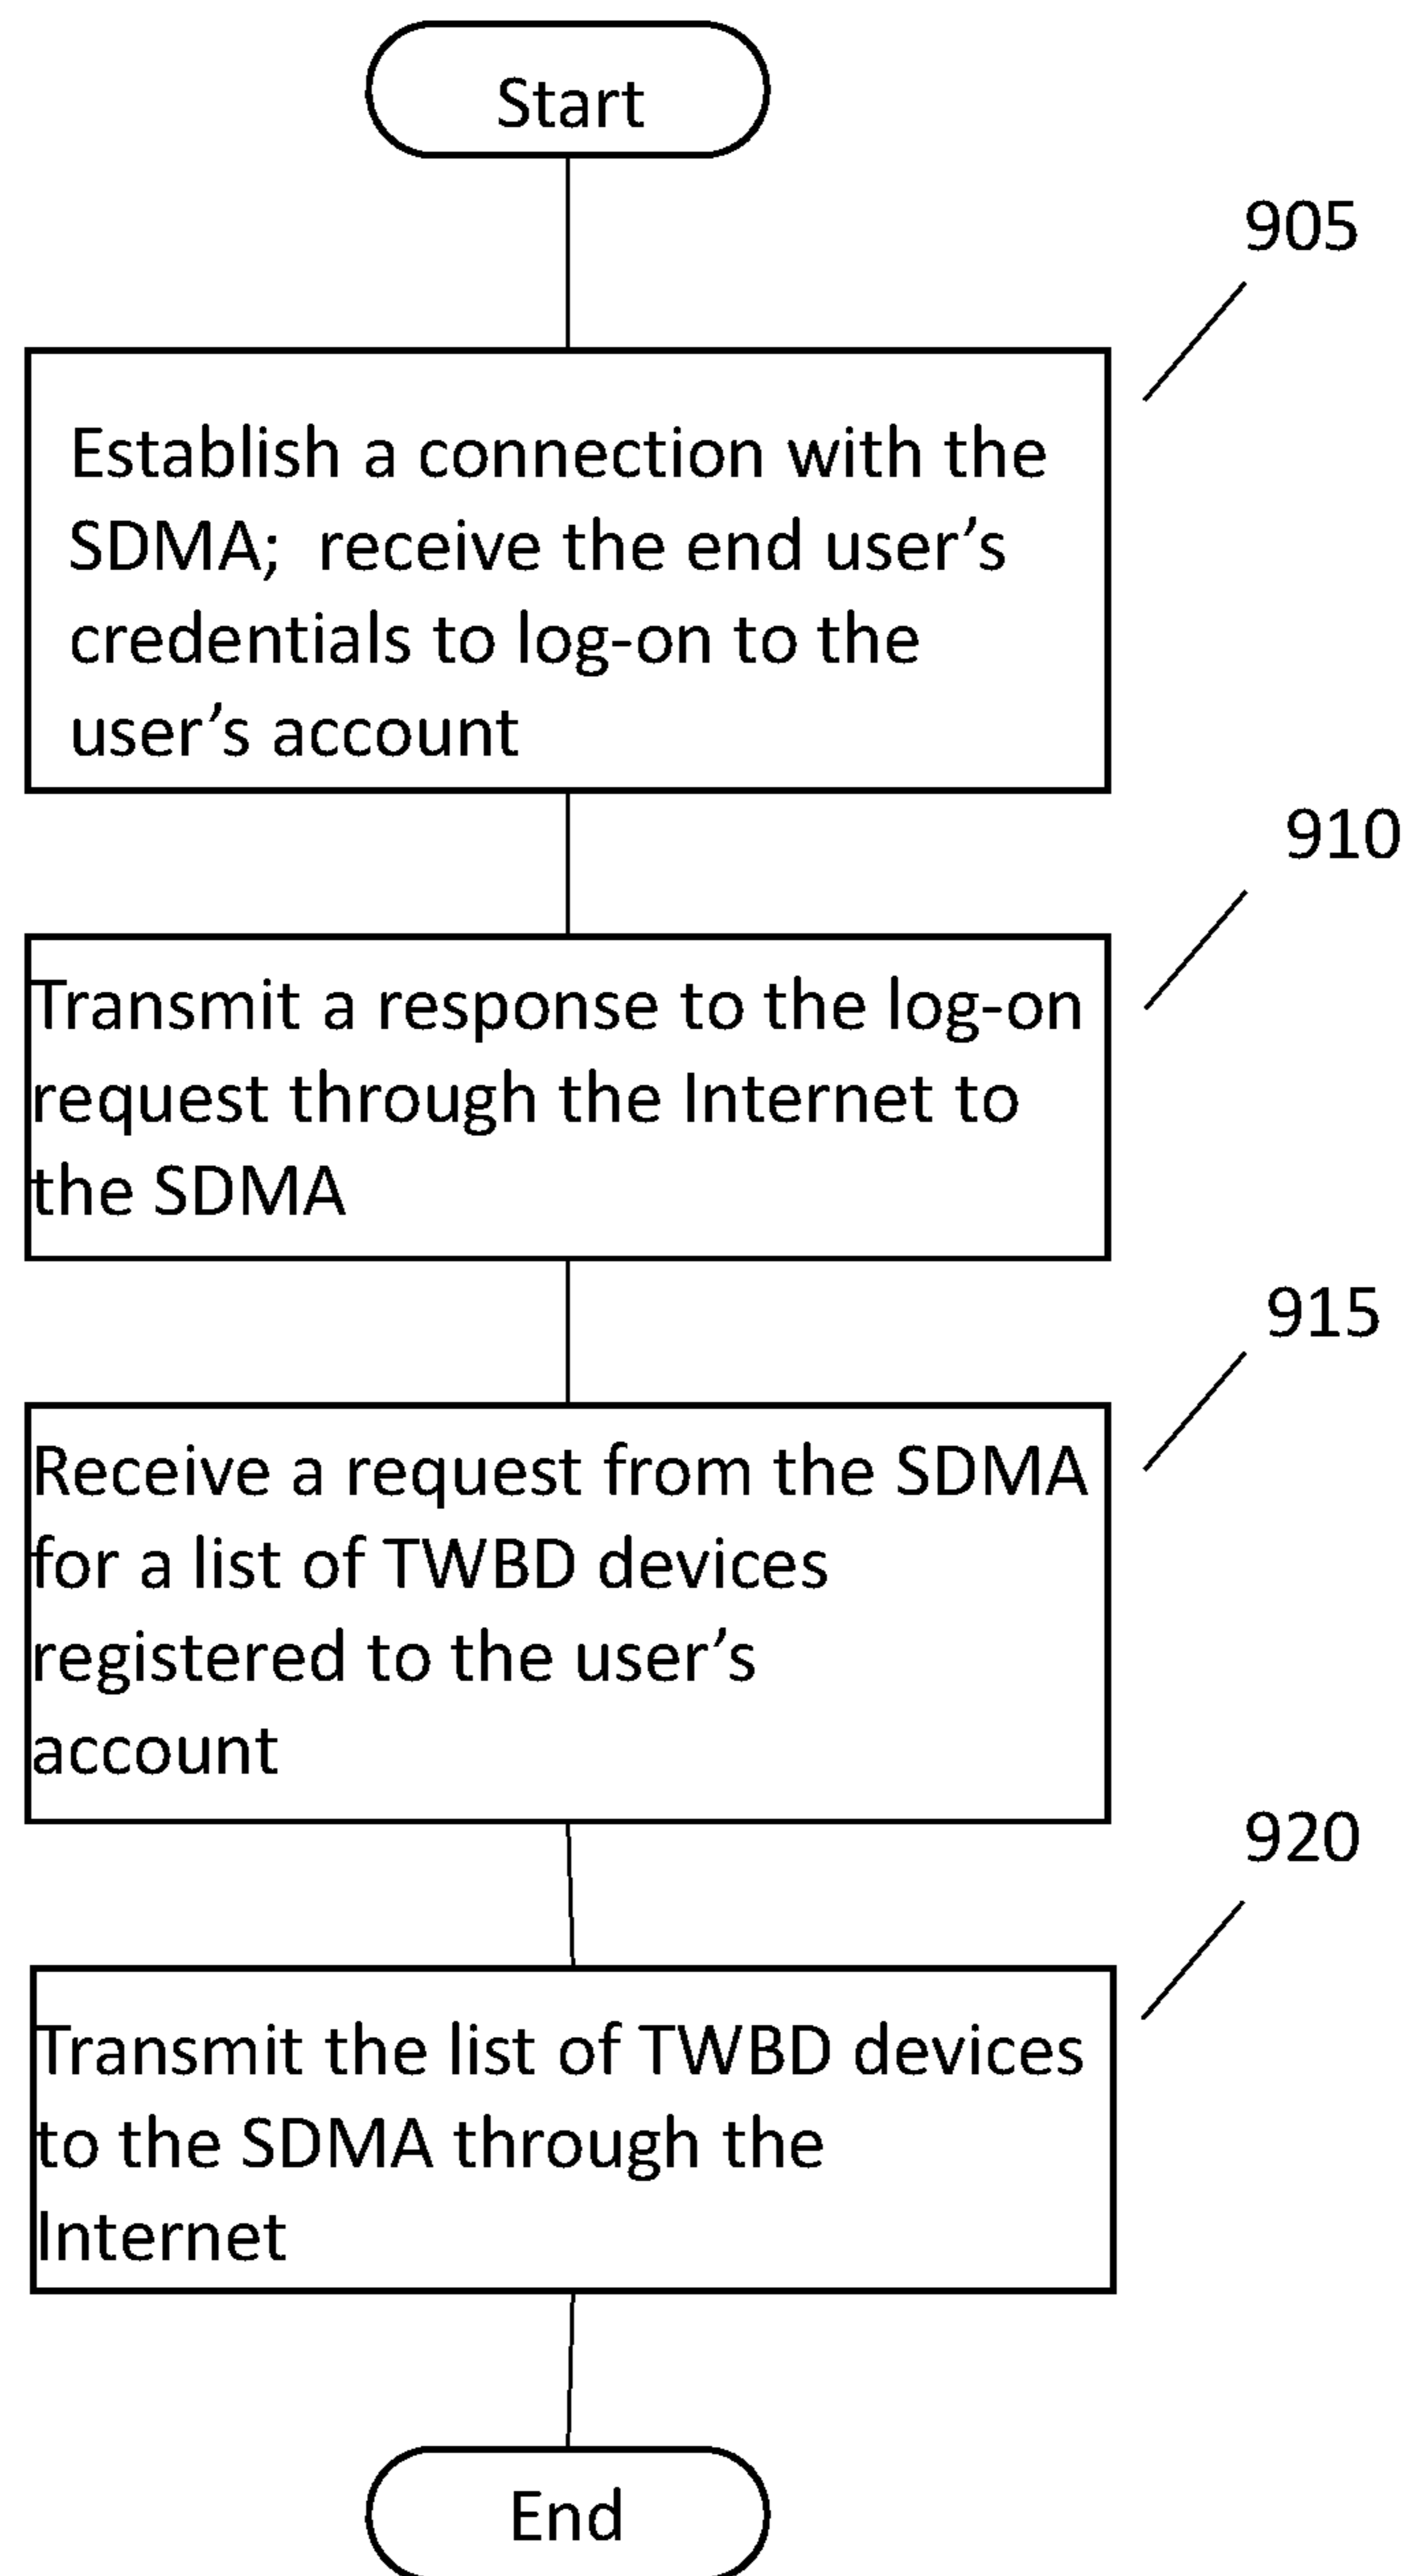 Start
905
Establish a connection with the
SDMA;  receive the end user’s
credentials to log-on to the
user’s account
910
Transmit a response to the log-on
request through the Internet to
the SDMA
915
Receive a request from the SDMA
for a list of TWBD devices
registered to the user’s
account
920
Transmit the list of TWBD devices
to the SDMA through the
Internet
End